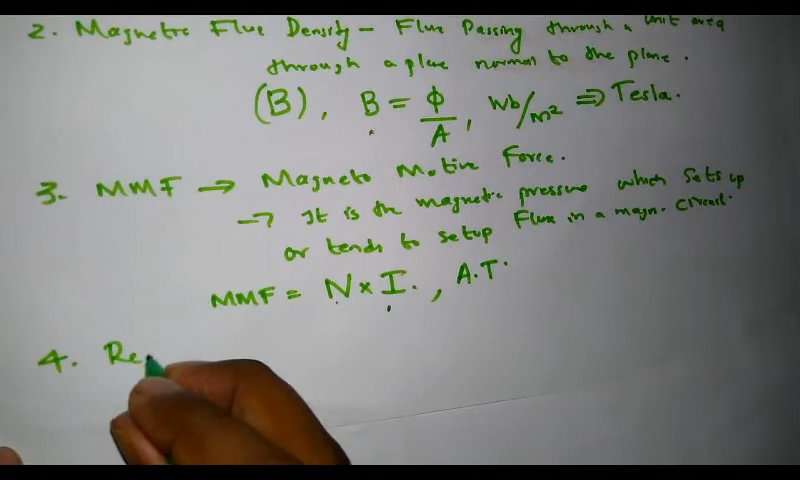 2. Magnetic Flux Density - Flux Passing through a unit area
through a plane normal to the plane.
(B), B = ϕ/A, Wb/m² ⇒ Tesla.
3. MMF → Magneto Motive Force.
→ It is the magnetic pressure which sets up
or tends to setup Flux in a magn. circuit.
MMF = N × I. , A.T.
4. Re